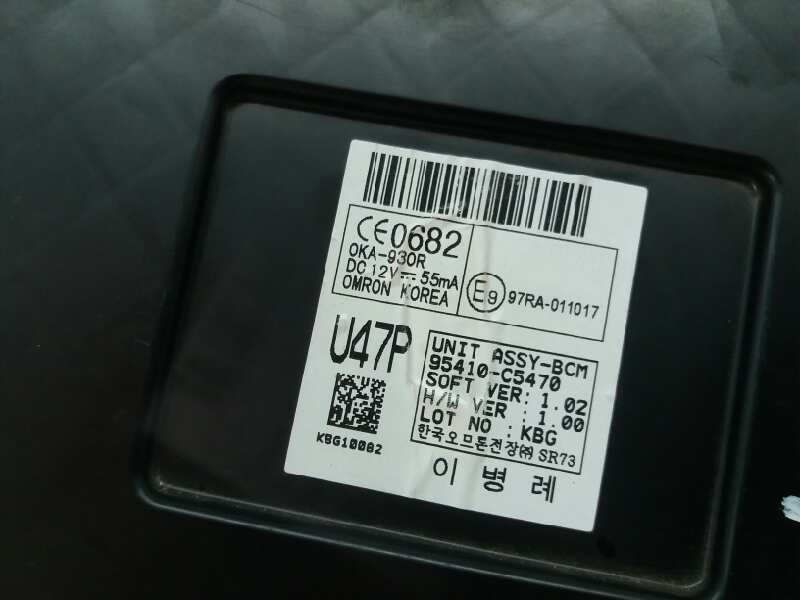 CE0682
OKA-930R
DC 12V 55mA
OMRON KOREA
E9 97RA-011017
U47P
KBG10082
UNIT ASSY-BCM
95410-C5470
SOFT VER: 1.02
H/W VER : 1.00
LOT NO : KBG
한국오므론전장㈜ SR73
이 병 례